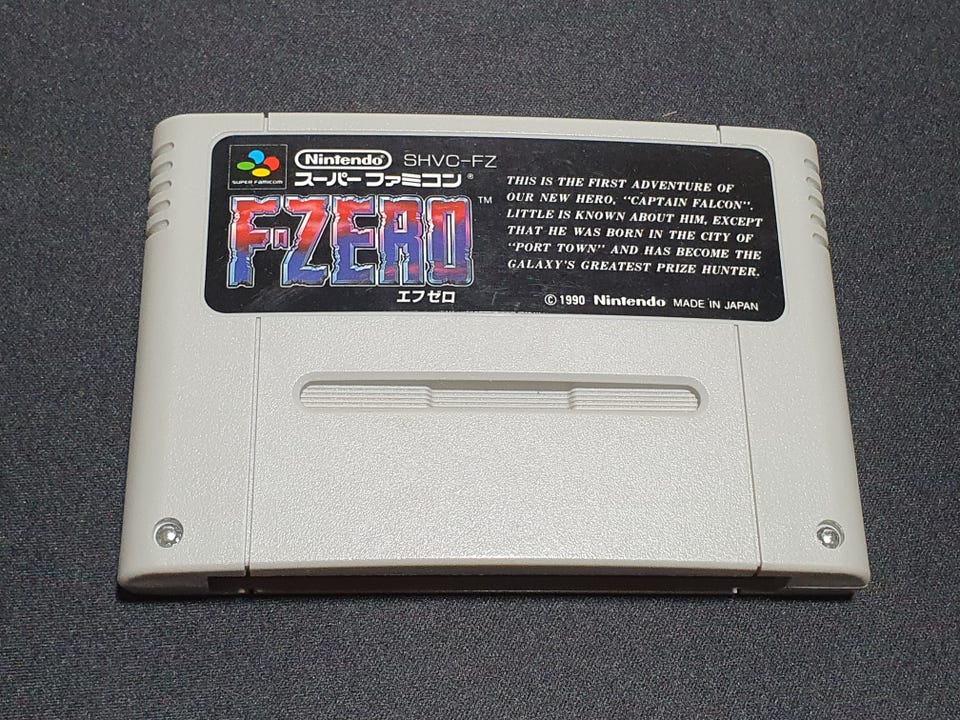 SUPER FAMICOM
Nintendo® SHVC-FZ
スーパーファミコン®
F-ZERO™
エフゼロ
THIS IS THE FIRST ADVENTURE OF
OUR NEW HERO, "CAPTAIN FALCON".
LITTLE IS KNOWN ABOUT HIM, EXCEPT
THAT HE WAS BORN IN THE CITY OF
"PORT TOWN" AND HAS BECOME THE
GALAXY'S GREATEST PRIZE HUNTER.
© 1990 Nintendo MADE IN JAPAN